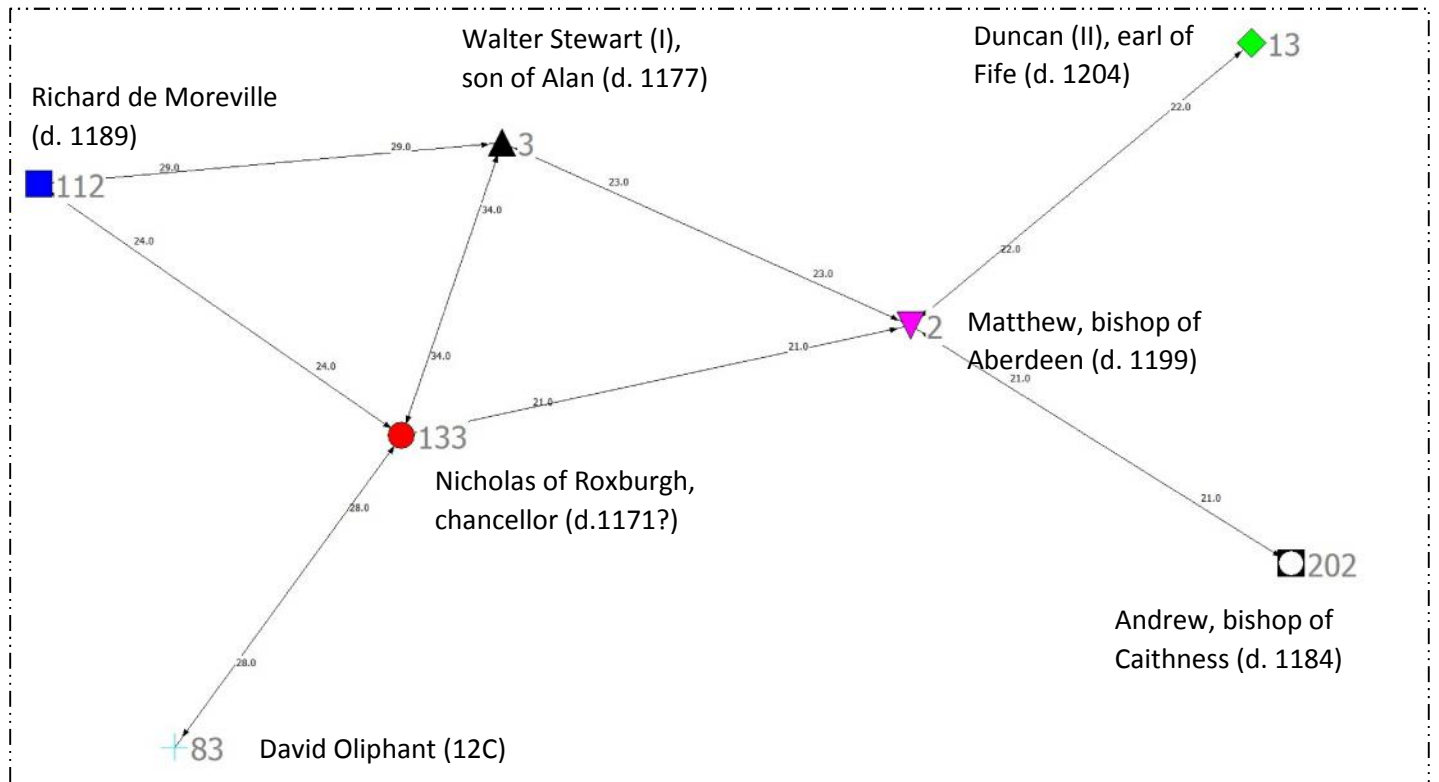 Walter Stewart (I),
son of Alan (d. 1177)
Duncan (II), earl of
Fife (d. 1204)
13
Richard de Moreville
(d. 1189)
22.0
3
29.0
29.0
112
23.0
34.0
24.0
22.0
23.0
2
Matthew, bishop of
Aberdeen (d. 1199)
34.0
24.0
21.0
21.0
21.0
133
Nicholas of Roxburgh,
chancellor (d.1171?)
28.0
21.0
202
Andrew, bishop of
Caithness (d. 1184)
28.0
83
David Oliphant (12C)